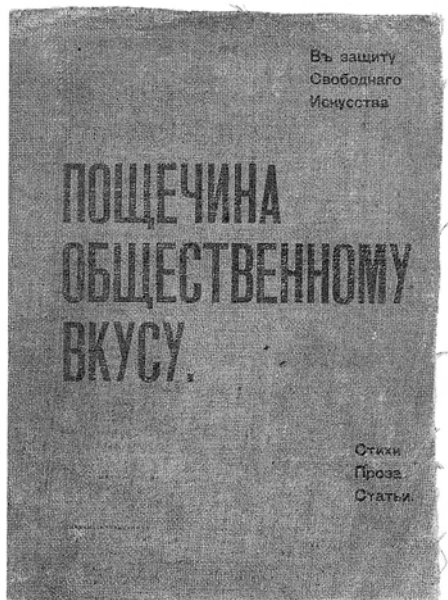 Въ защиту
Свободнаго
Искусства
ПОЩЕЧИНА
ОБЩЕСТВЕННОМУ
ВКУСУ.
Стихи
Проза
Статьи.